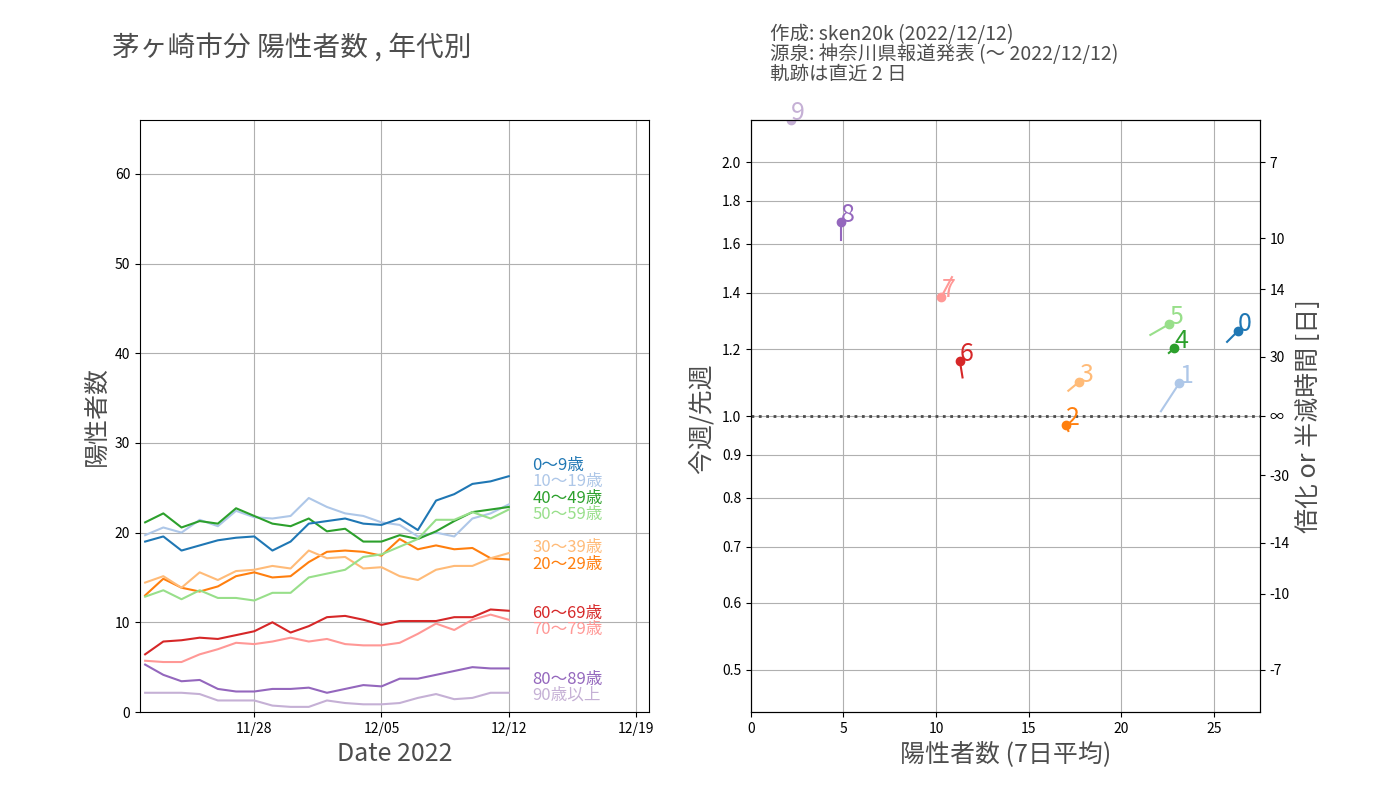 茅ヶ崎市分 陽性者数 , 年代別
作成: sken20k (2022/12/12)
源泉: 神奈川県報道発表 (〜 2022/12/12)
軌跡は直近 2 日
陽性者数
60
50
40
30
20
10
0
11/28
12/05
12/12
12/19
Date 2022
0〜9歳
10〜19歳
40〜49歳
50〜59歳
30〜39歳
20〜29歳
60〜69歳
70〜79歳
80〜89歳
90歳以上
今週/先週
2.0
1.8
1.6
1.4
1.2
1.0
0.9
0.8
0.7
0.6
0.5
9
8
7
6
5
4
0
3
1
2
0
5
10
15
20
25
陽性者数 (7日平均)
7
10
14
30
∞
-30
-14
-10
-7
倍化 or 半減時間 [日]